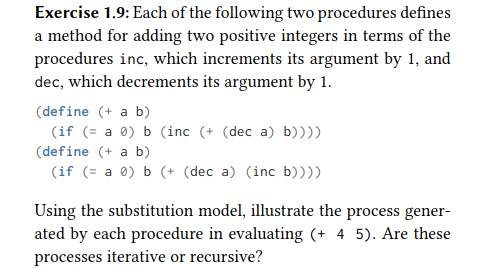 Exercise 1.9: Each of the following two procedures defines
a method for adding two positive integers in terms of the
procedures inc, which increments its argument by 1, and
dec, which decrements its argument by 1.
(define (+ a b)
(if (= a 0) b (inc (+ (dec a) b))))
(define (+ a b)
(if (= a 0) b (+ (dec a) (inc b))))
Using the substitution model, illustrate the process gener-
ated by each procedure in evaluating (+ 4 5). Are these
processes iterative or recursive?